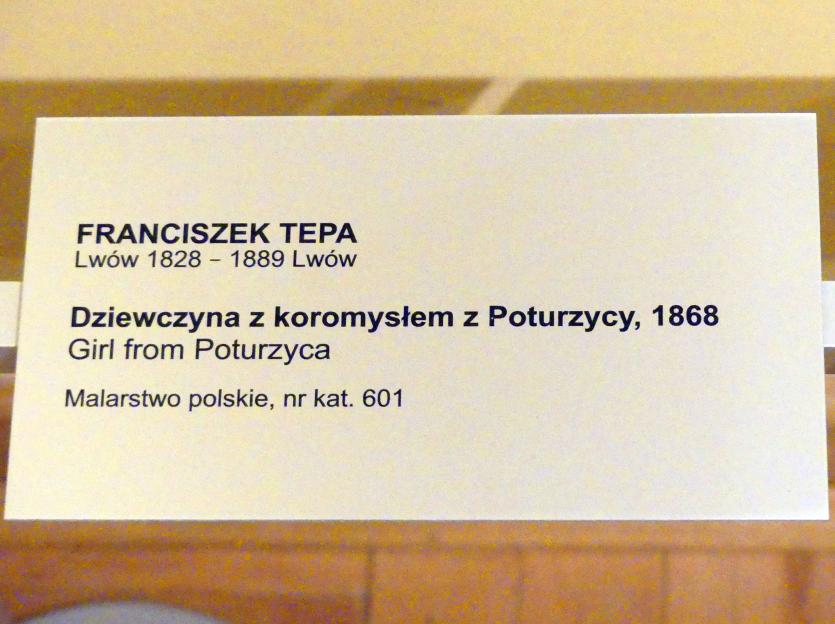 FRANCISZEK TEPA
Lwów 1828 – 1889 Lwów
Dziewczyna z koromysłem z Poturzycy, 1868
Girl from Poturzyca
Malarstwo polskie, nr kat. 601